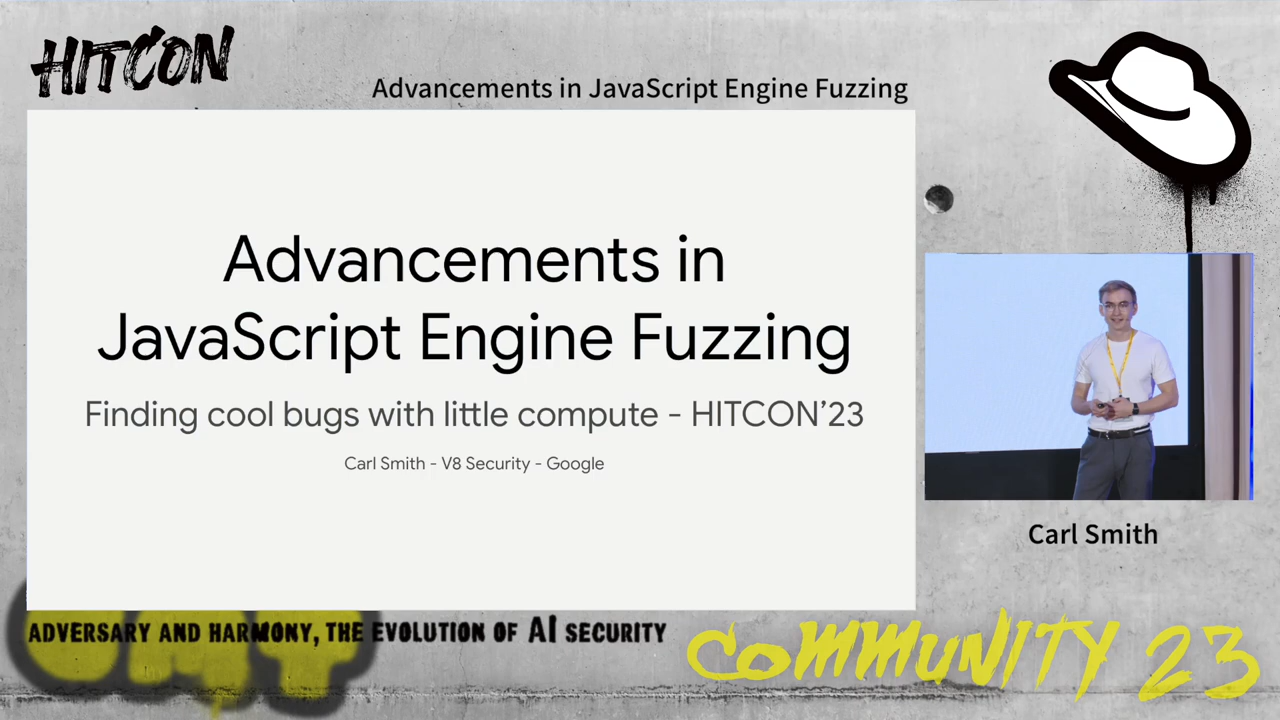 HITCON
Advancements in JavaScript Engine Fuzzing
Advancements in
JavaScript Engine Fuzzing
Finding cool bugs with little compute - HITCON’23
Carl Smith - V8 Security - Google
Carl Smith
ADVERSARY AND HARMONY, THE EVOLUTION OF AI SECURITY
COMMUNITY 23